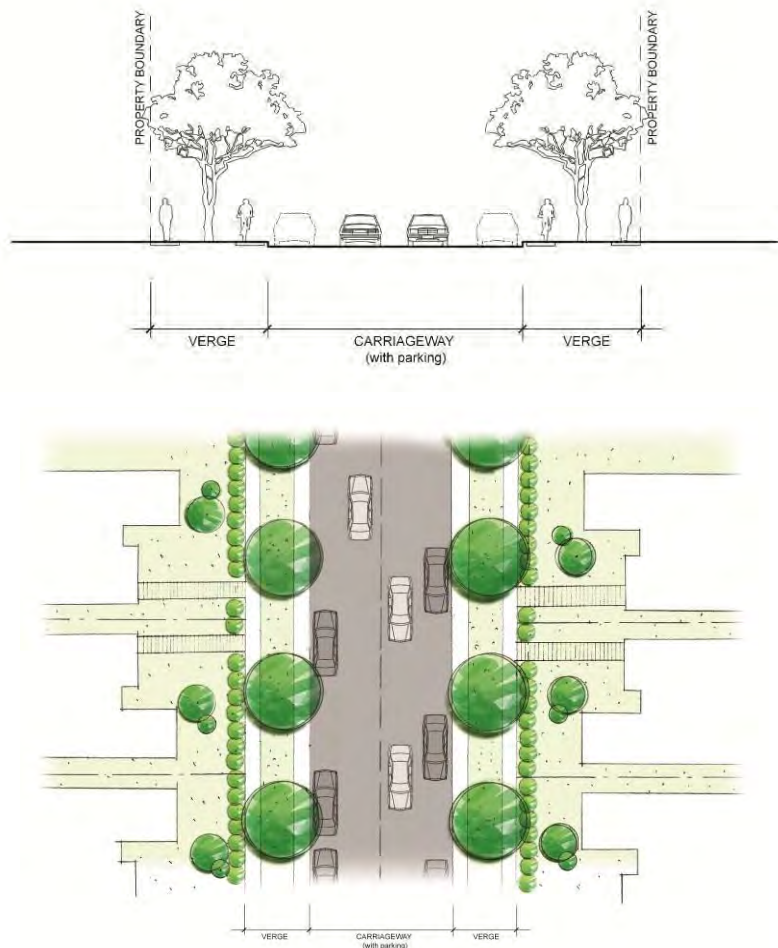 PROPERTY BOUNDARY
PROPERTY BOUNDARY
VERGE
CARRIAGEWAY
(with parking)
VERGE
VERGE
CARRIAGEWAY
(with parking)
VERGE